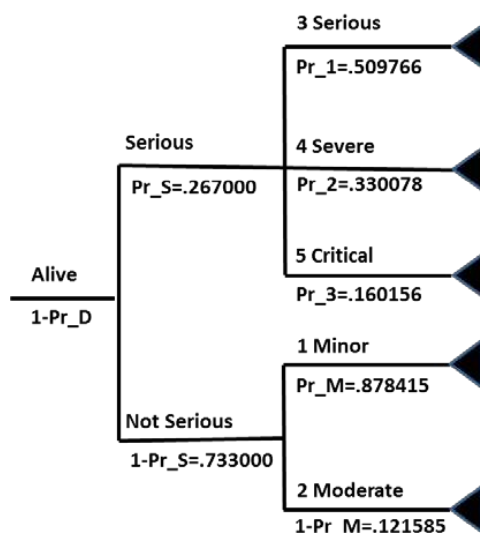 3 Serious
Pr_1=.509766
Serious
4 Severe
Pr_S=.267000
Pr_2=.330078
5 Critical
Alive
Pr_3=.160156
1-Pr_D
1 Minor
Pr_M=.878415
Not Serious
1-Pr_S=.733000
2 Moderate
1-Pr_M=.121585